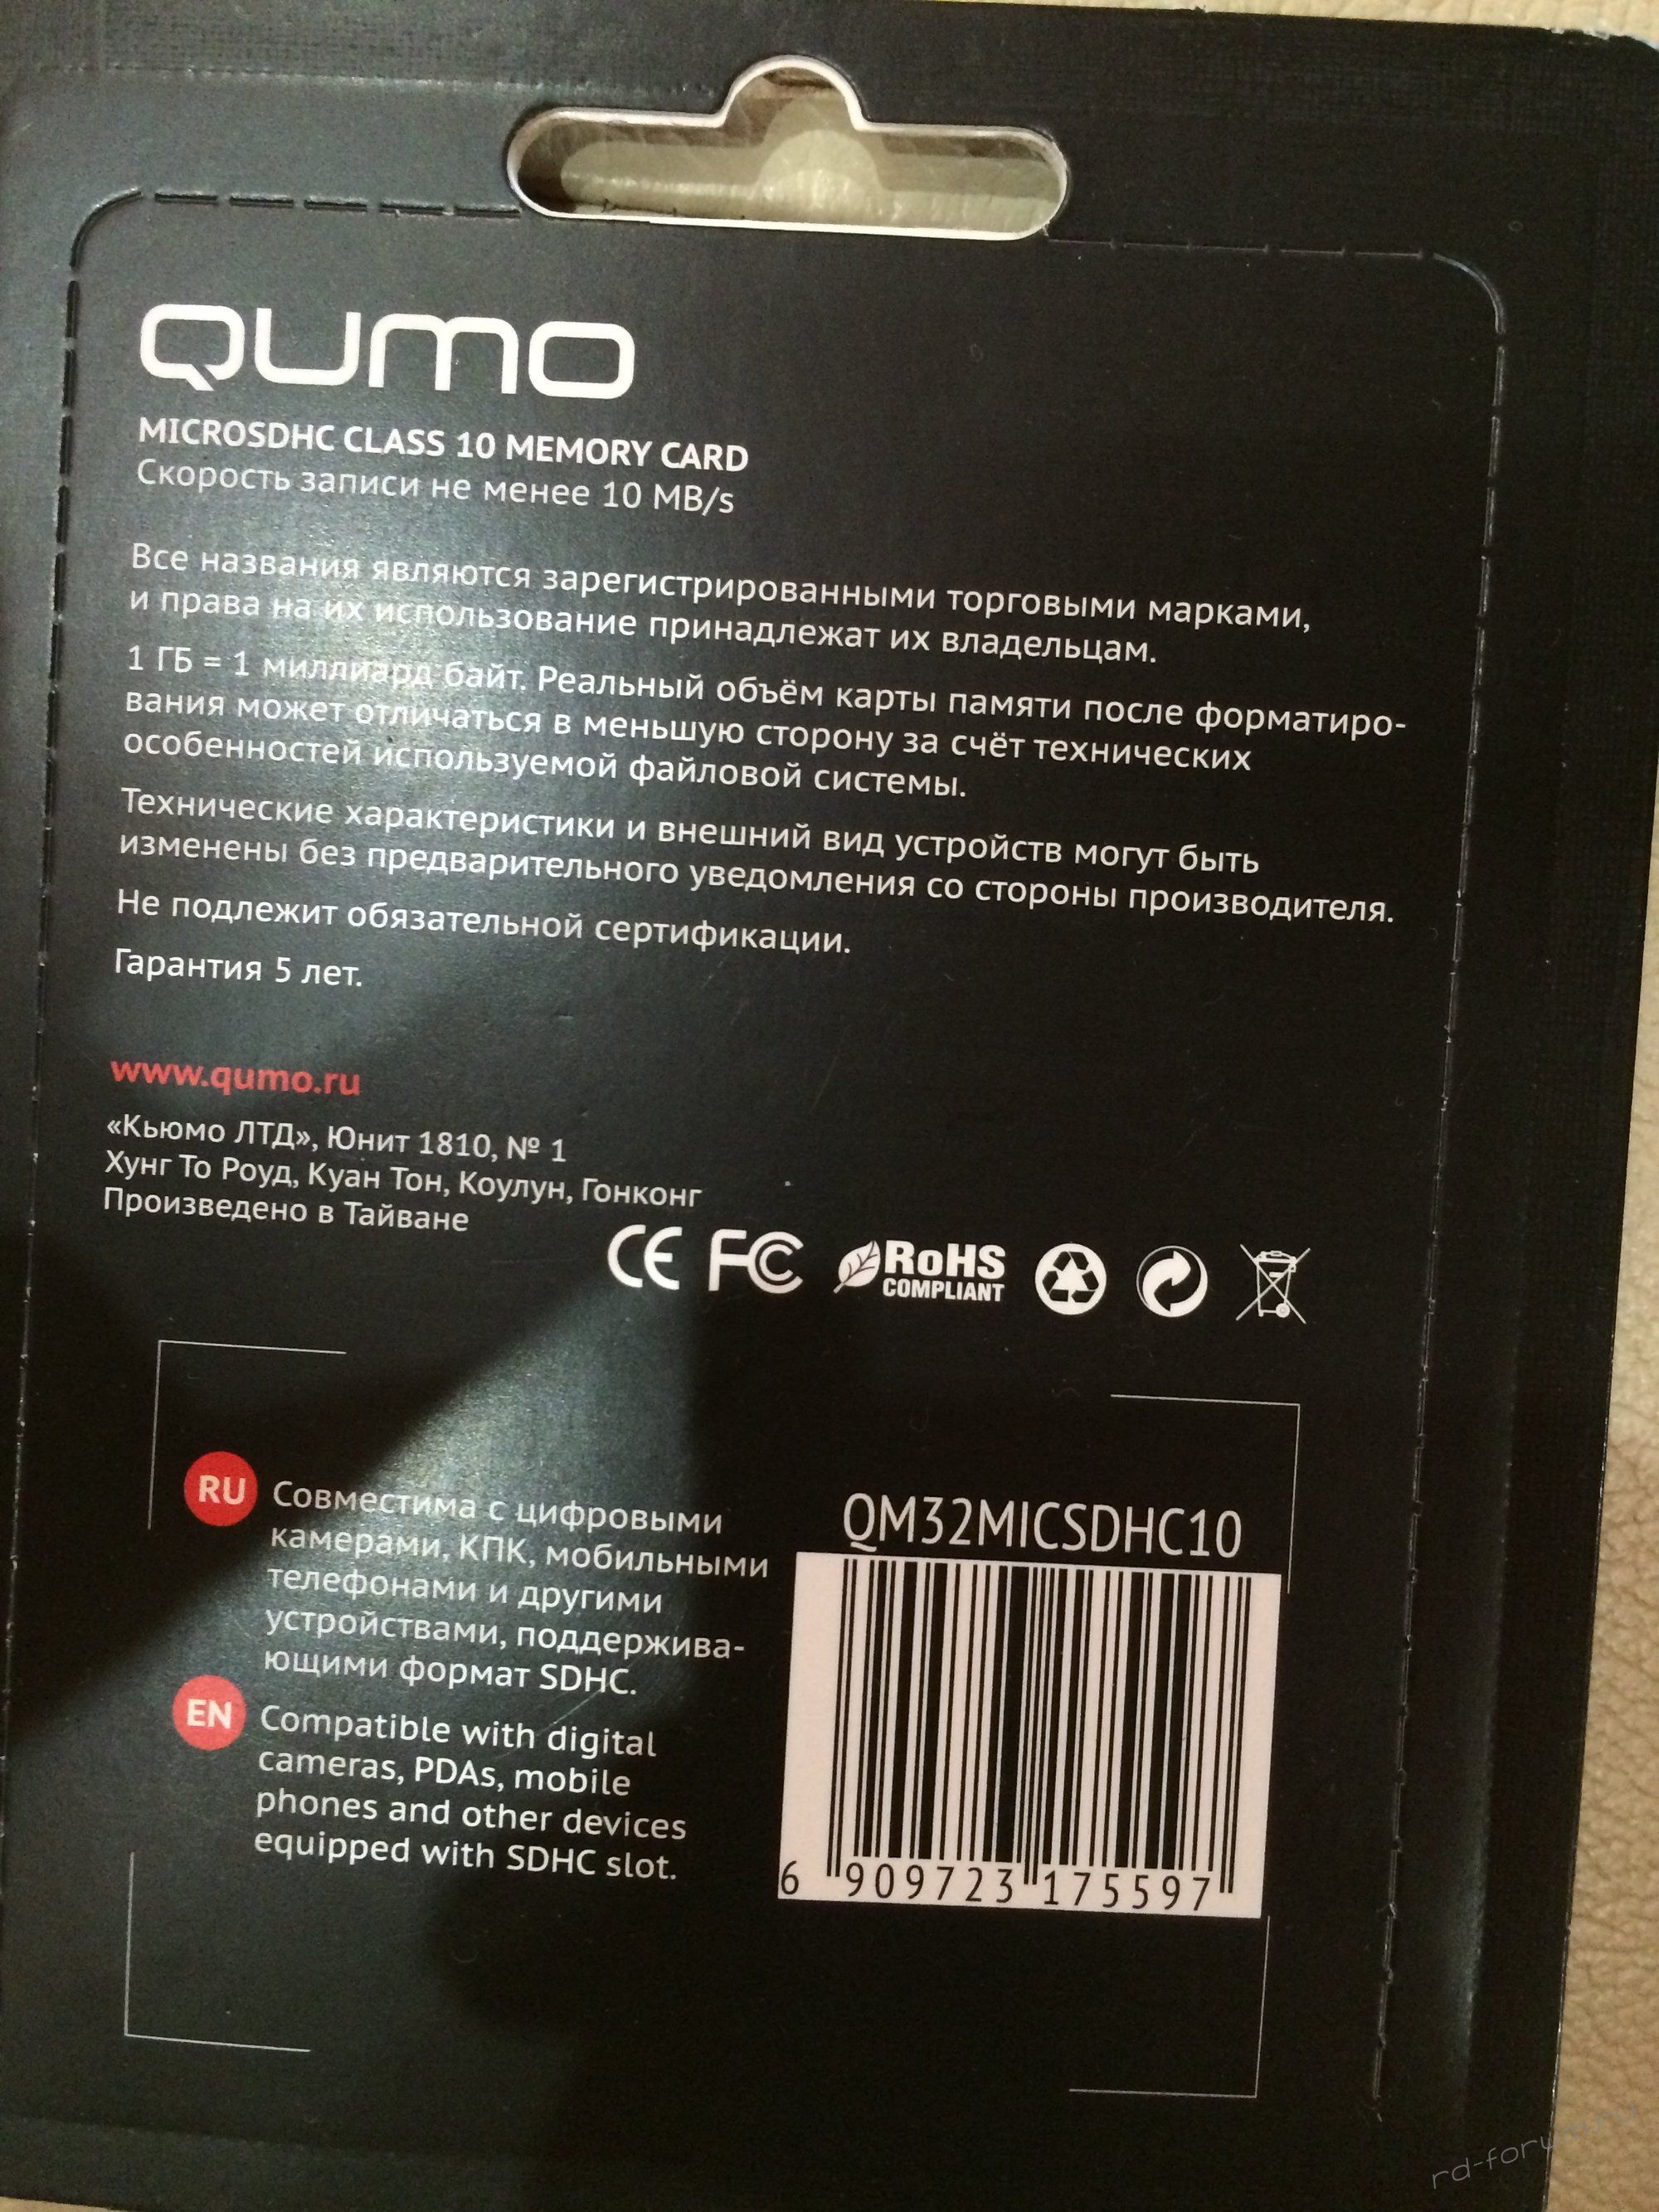 QUMO
MICROSDHC CLASS 10 MEMORY CARD
Скорость записи не менее 10 MB/s
Все названия являются зарегистрированными торговыми марками,
и права на их использование принадлежат их владельцам.
1 ГБ = 1 миллиард байт. Реальный объём карты памяти после форматиро-
вания может отличаться в меньшую сторону за счёт технических
особенностей используемой файловой системы.
Технические характеристики и внешний вид устройств могут быть
изменены без предварительного уведомления со стороны производителя.
Не подлежит обязательной сертификации.
Гарантия 5 лет.
www.qumo.ru
«Кьюмо ЛТД», Юнит 1810, № 1
Хунг То Роуд, Куан Тон, Коулун, Гонконг
Произведено в Тайване
CE FC RoHS
COMPLIANT
RU Совместима с цифровыми
камерами, КПК, мобильными
телефонами и другими
устройствами, поддержива-
ющими формат SDHC.
EN Compatible with digital
cameras, PDAs, mobile
phones and other devices
equipped with SDHC slot.
QM32MICSDHC10
6 909723 175597